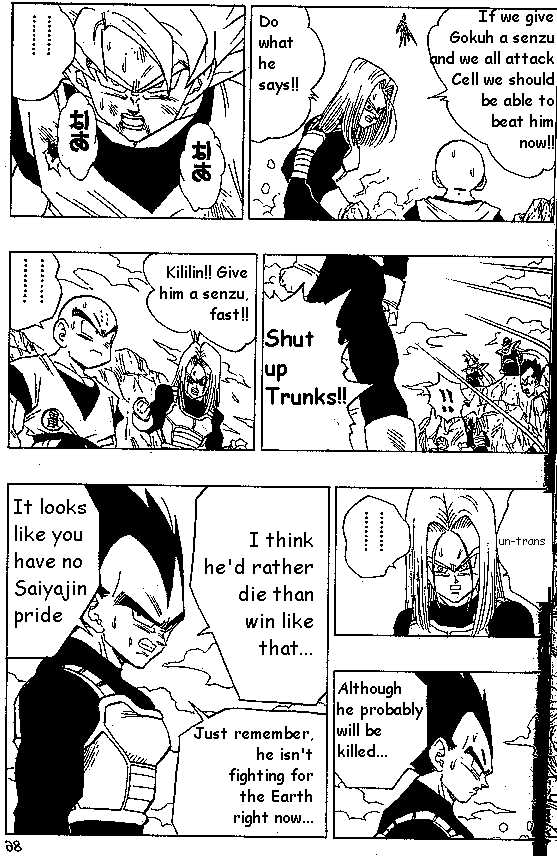 Do
what
he
says!!
If we give
Gokuh a senzu
and we all attack
Cell we should
be able to
beat him
now!!
Kililin!! Give
him a senzu,
fast!!
Shut
up
Trunks!!
!!
It looks
like you
have no
Saiyajin
pride
I think
he'd rather
die than
win like
that...
Just remember,
he isn't
fighting for
the Earth
right now...
un-trans
Although
he probably
will be
killed...